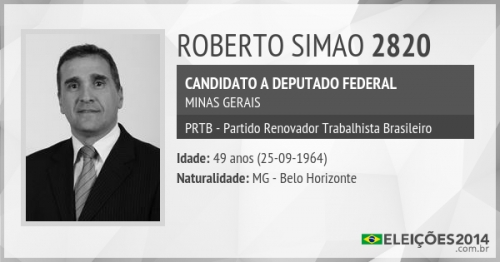 ROBERTO SIMAO 2820
CANDIDATO A DEPUTADO FEDERAL
MINAS GERAIS
PRTB - Partido Renovador Trabalhista Brasileiro
Idade: 49 anos (25-09-1964)
Naturalidade: MG - Belo Horizonte
ELEIÇÕES2014
.com.br